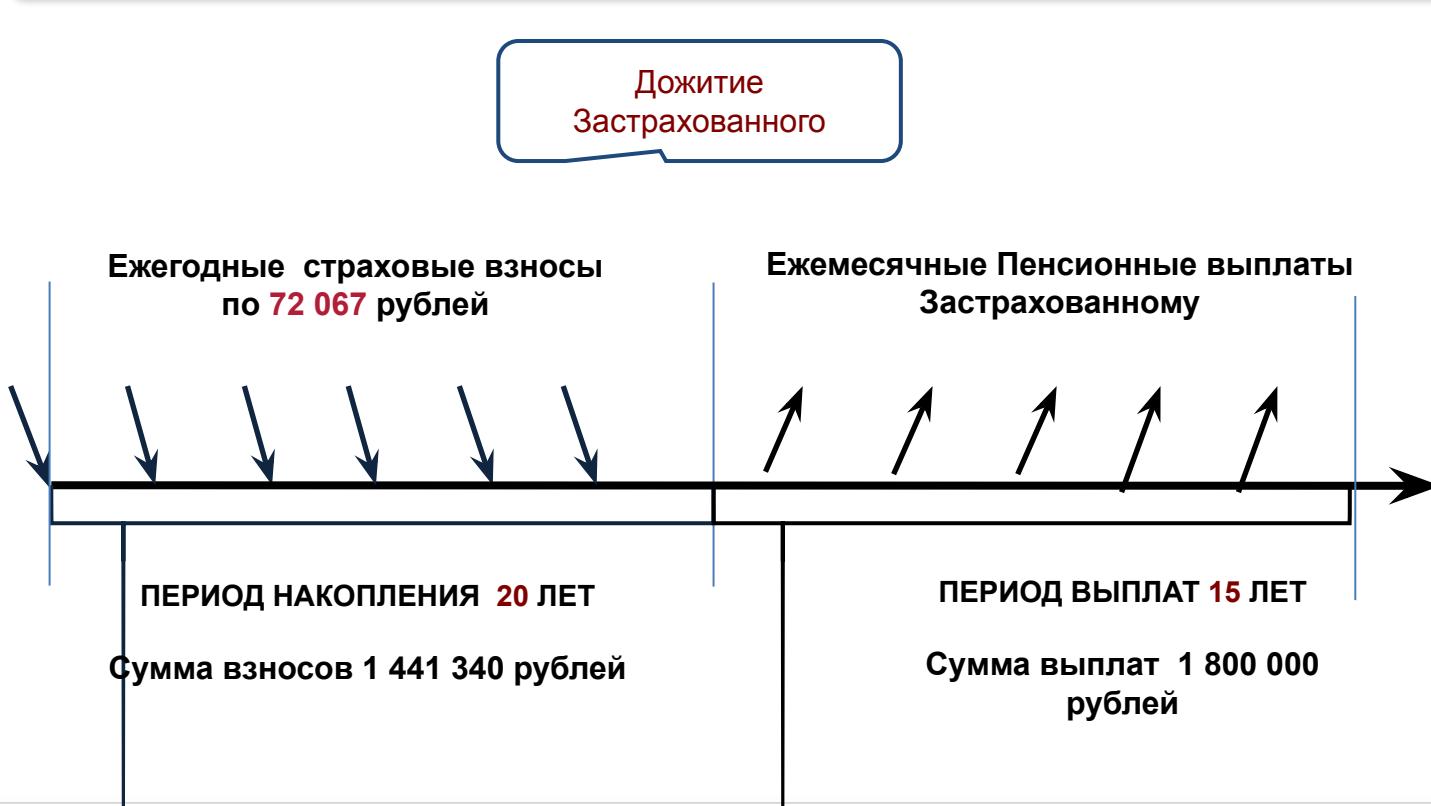 Дожитие
Застрахованного
Ежегодные страховые взносы
по 72 067 рублей
Ежемесячные Пенсионные выплаты
Застрахованному
ПЕРИОД НАКОПЛЕНИЯ 20 ЛЕТ
Сумма взносов 1 441 340 рублей
ПЕРИОД ВЫПЛАТ 15 ЛЕТ
Сумма выплат 1 800 000
рублей